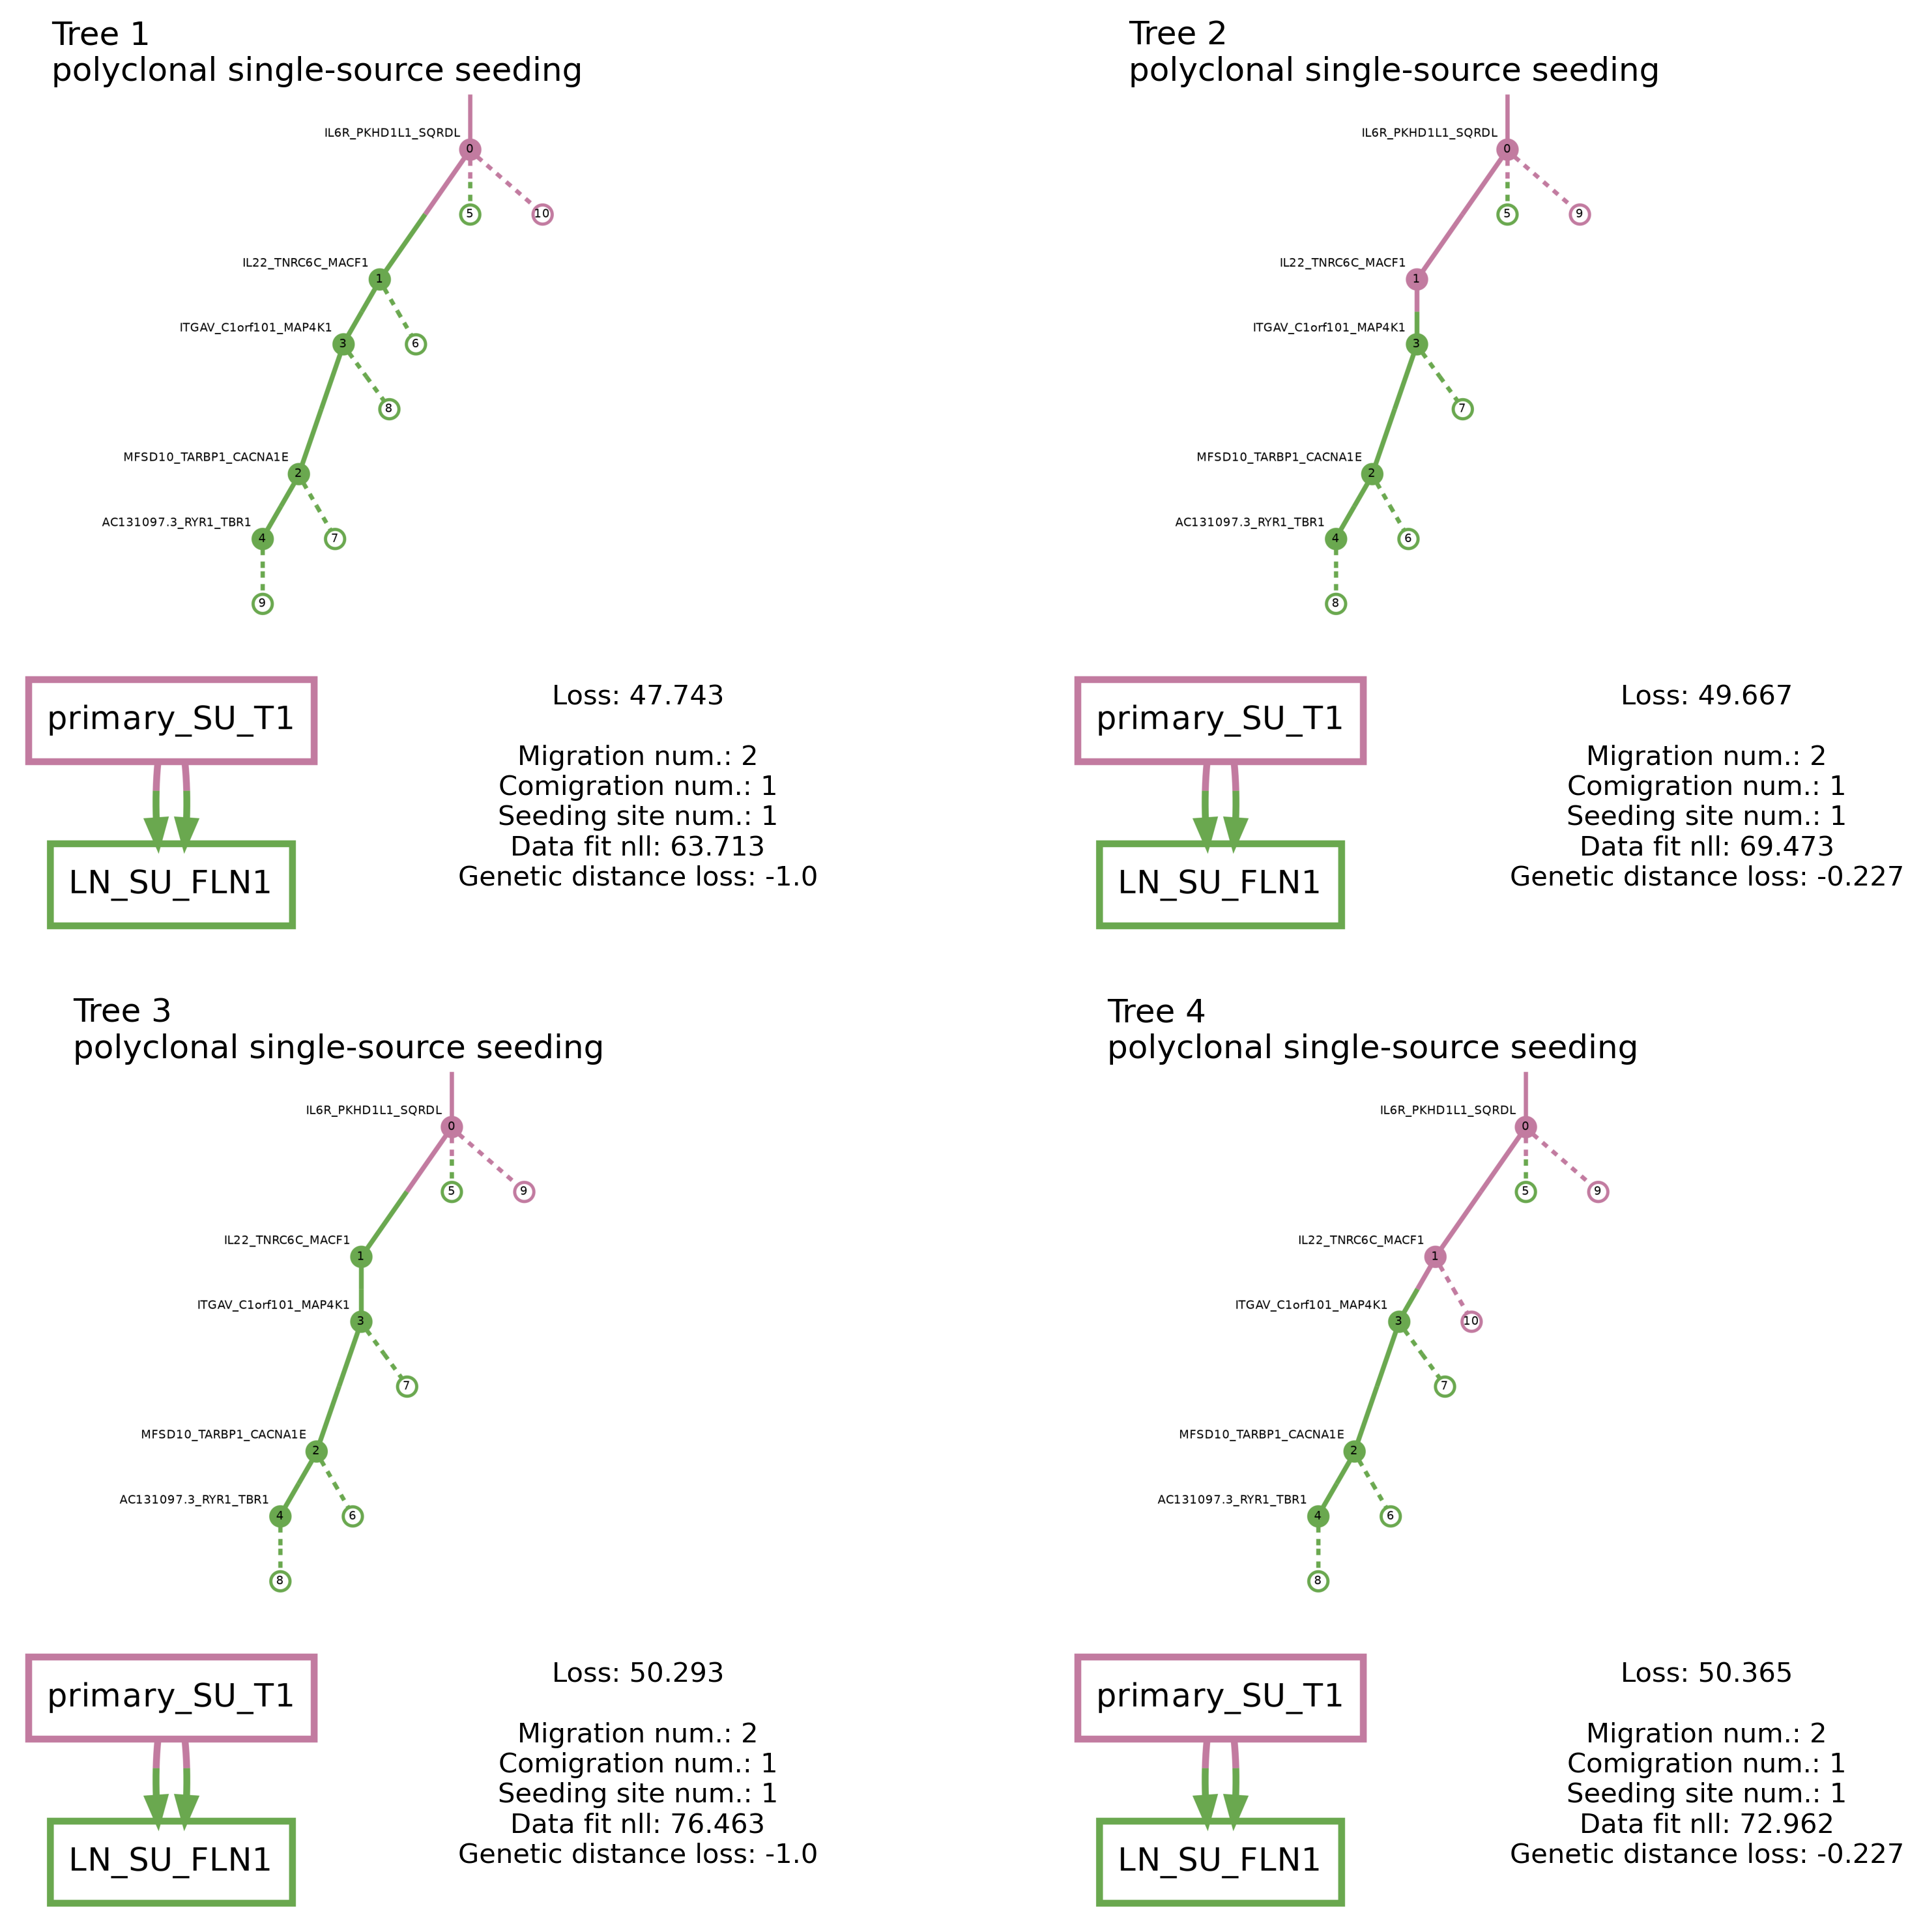 Tree 1
polyclonal single-source seeding
IL6R_PKHD1L1_SQRDL
0
5
10
IL22_TNRC6C_MACF1
1
ITGAV_C1orf101_MAP4K1
3
6
8
MFSD10_TARBP1_CACNA1E
2
AC131097.3_RYR1_TBR1
4
7
9
primary_SU_T1
LN_SU_FLN1
Loss: 47.743
Migration num.: 2
Comigration num.: 1
Seeding site num.: 1
Data fit nll: 63.713
Genetic distance loss: -1.0
Tree 2
polyclonal single-source seeding
IL6R_PKHD1L1_SQRDL
0
5
9
IL22_TNRC6C_MACF1
1
ITGAV_C1orf101_MAP4K1
3
7
MFSD10_TARBP1_CACNA1E
2
AC131097.3_RYR1_TBR1
4
6
8
primary_SU_T1
LN_SU_FLN1
Loss: 49.667
Migration num.: 2
Comigration num.: 1
Seeding site num.: 1
Data fit nll: 69.473
Genetic distance loss: -0.227
Tree 3
polyclonal single-source seeding
IL6R_PKHD1L1_SQRDL
0
5
9
IL22_TNRC6C_MACF1
1
ITGAV_C1orf101_MAP4K1
3
7
MFSD10_TARBP1_CACNA1E
2
AC131097.3_RYR1_TBR1
4
6
8
primary_SU_T1
LN_SU_FLN1
Loss: 50.293
Migration num.: 2
Comigration num.: 1
Seeding site num.: 1
Data fit nll: 76.463
Genetic distance loss: -1.0
Tree 4
polyclonal single-source seeding
IL6R_PKHD1L1_SQRDL
0
5
9
IL22_TNRC6C_MACF1
1
ITGAV_C1orf101_MAP4K1
3
10
7
MFSD10_TARBP1_CACNA1E
2
AC131097.3_RYR1_TBR1
4
6
8
primary_SU_T1
LN_SU_FLN1
Loss: 50.365
Migration num.: 2
Comigration num.: 1
Seeding site num.: 1
Data fit nll: 72.962
Genetic distance loss: -0.227